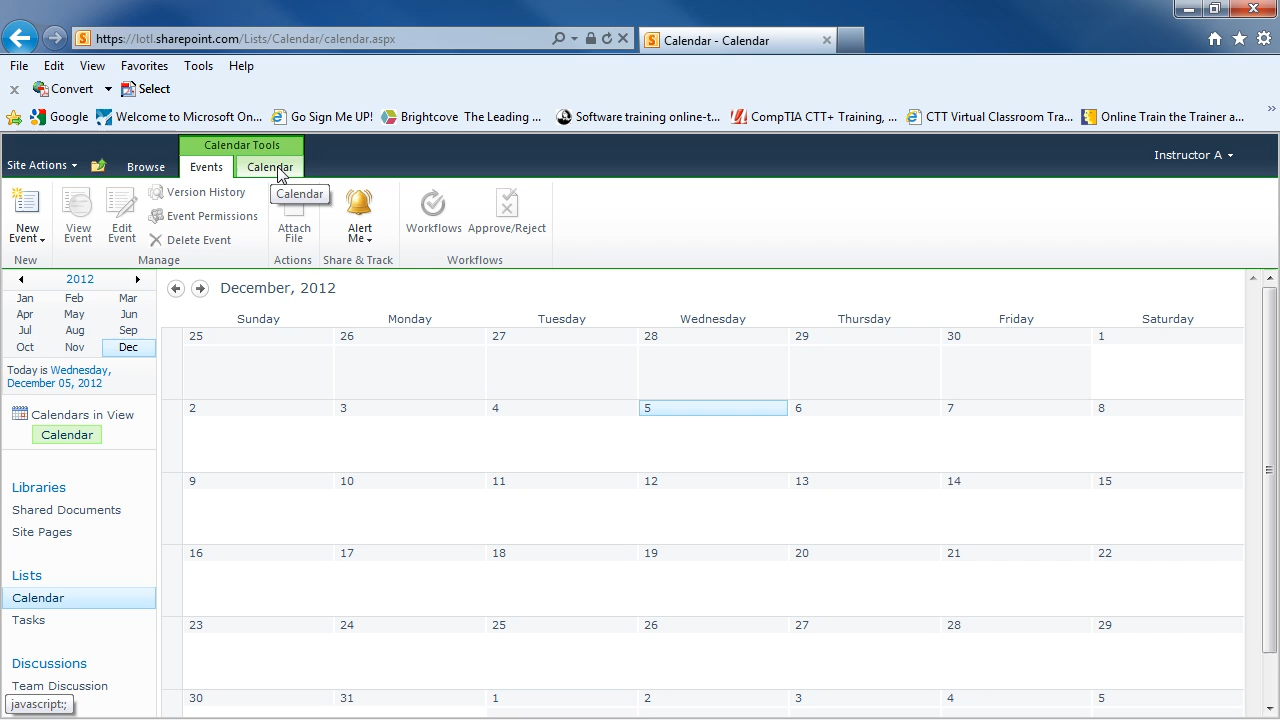 https://lotl.sharepoint.com/Lists/Calendar/calendar.aspx
Calendar - Calendar
File Edit View Favorites Tools Help
Convert Select
Google Welcome to Microsoft On... Go Sign Me UP! Brightcove The Leading ... Software training online-t... CompTIA CTT+ Training, ... CTT Virtual Classroom Tra... Online Train the Trainer a...
Calendar Tools
Site Actions Browse Events Calendar Instructor A
Calendar
New Event
View Event
Edit Event
Version History
Event Permissions
Delete Event
Attach File
Alert Me
Workflows
Approve/Reject
New Manage Actions Share & Track Workflows
2012
Jan Feb Mar
Apr May Jun
Jul Aug Sep
Oct Nov Dec
Today is Wednesday,
December 05, 2012
Calendars in View
Calendar
Libraries
Shared Documents
Site Pages
Lists
Calendar
Tasks
Discussions
Team Discussion
javascript:;
December, 2012
Sunday Monday Tuesday Wednesday Thursday Friday Saturday
25 26 27 28 29 30 1
2 3 4 5 6 7 8
9 10 11 12 13 14 15
16 17 18 19 20 21 22
23 24 25 26 27 28 29
30 31 1 2 3 4 5